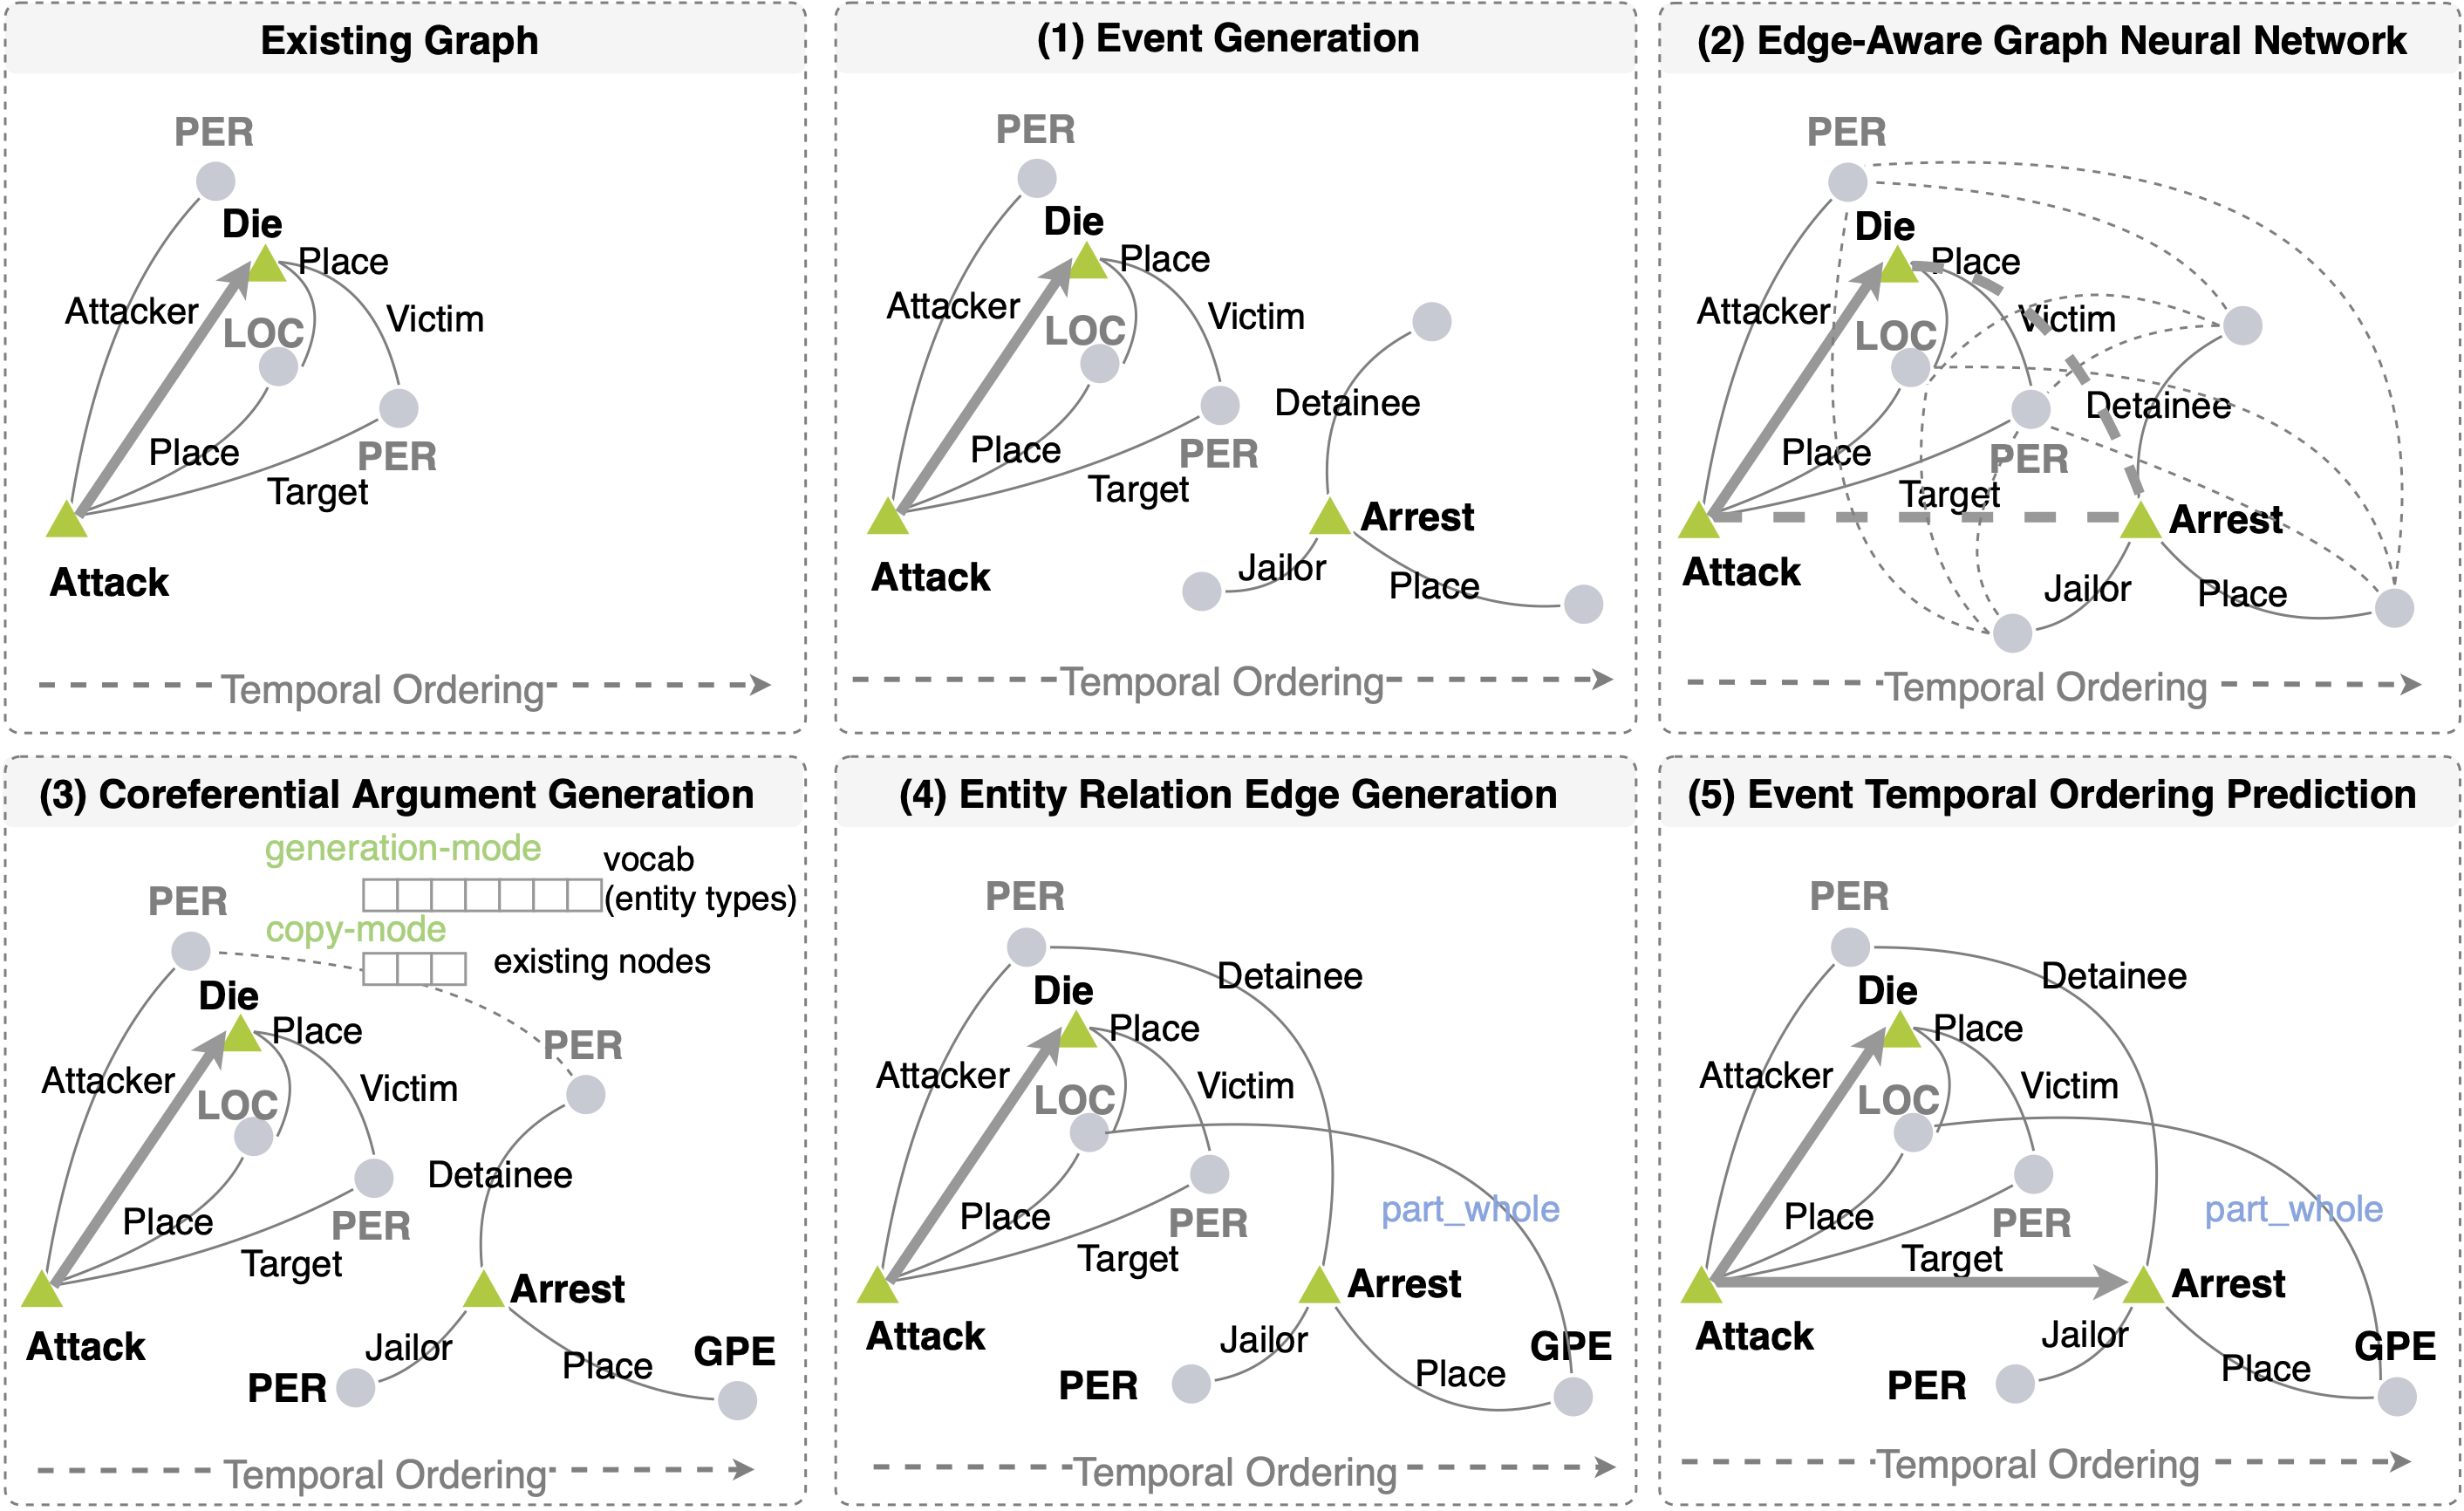 Existing Graph
PER
Die
Place
Attacker
Victim
LOC
Place
PER
Target
Attack
Temporal Ordering
(1) Event Generation
PER
Die
Place
Attacker
Victim
LOC
Detainee
Place
PER
Target
Arrest
Attack
Jailor
Place
Temporal Ordering
(2) Edge-Aware Graph Neural Network
PER
Die
Place
Attacker
Victim
LOC
Detainee
Place
PER
Target
Arrest
Attack
Jailor
Place
Temporal Ordering
(3) Coreferential Argument Generation
generation-mode
vocab
(entity types)
PER
copy-mode
existing nodes
Die
Place
PER
Attacker
Victim
LOC
Detainee
Place
PER
Target
Arrest
Attack
Jailor
Place
GPE
PER
Temporal Ordering
(4) Entity Relation Edge Generation
PER
Detainee
Die
Place
Attacker
Victim
LOC
part_whole
Place
PER
Target
Arrest
Attack
Jailor
GPE
Place
PER
Temporal Ordering
(5) Event Temporal Ordering Prediction
PER
Detainee
Die
Place
Attacker
Victim
LOC
part_whole
Place
PER
Target
Arrest
Attack
Jailor
GPE
Place
PER
Temporal Ordering